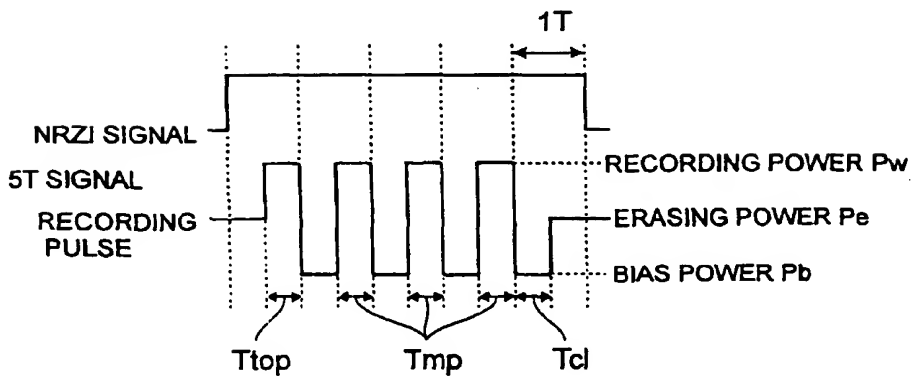 1T
NRZI SIGNAL
5T SIGNAL
RECORDING POWER Pw
RECORDING
PULSE
ERASING POWER Pe
BIAS POWER Pb
Ttop
Tmp
Tcl